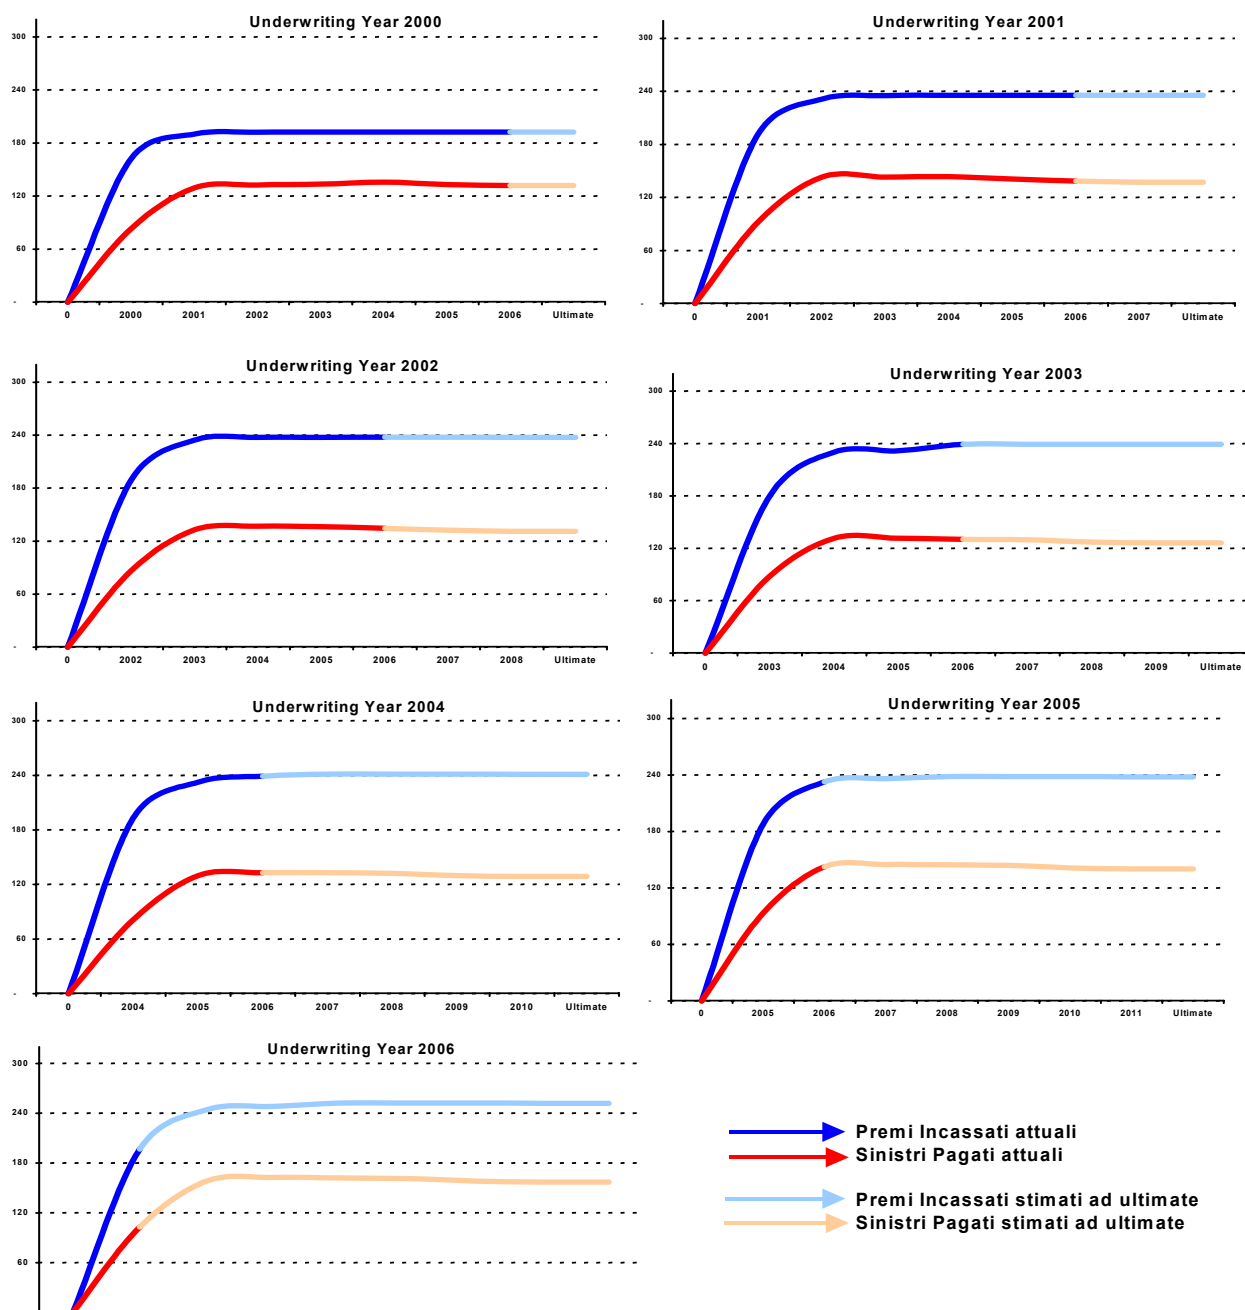 Underwriting Year 2000
300
240
180
120
60
-
0 2000 2001 2002 2003 2004 2005 2006 Ultimate
Underwriting Year 2001
300
240
180
120
60
-
0 2001 2002 2003 2004 2005 2006 2007 Ultimate
Underwriting Year 2002
300
240
180
120
60
-
0 2002 2003 2004 2005 2006 2007 2008 Ultimate
Underwriting Year 2003
300
240
180
120
60
-
0 2003 2004 2005 2006 2007 2008 2009 Ultimate
Underwriting Year 2004
300
240
180
120
60
-
0 2004 2005 2006 2007 2008 2009 2010 Ultimate
Underwriting Year 2005
300
240
180
120
60
-
0 2005 2006 2007 2008 2009 2010 2011 Ultimate
Underwriting Year 2006
300
240
180
120
60
Premi Incassati attuali
Sinistri Pagati attuali
Premi Incassati stimati ad ultimate
Sinistri Pagati stimati ad ultimate